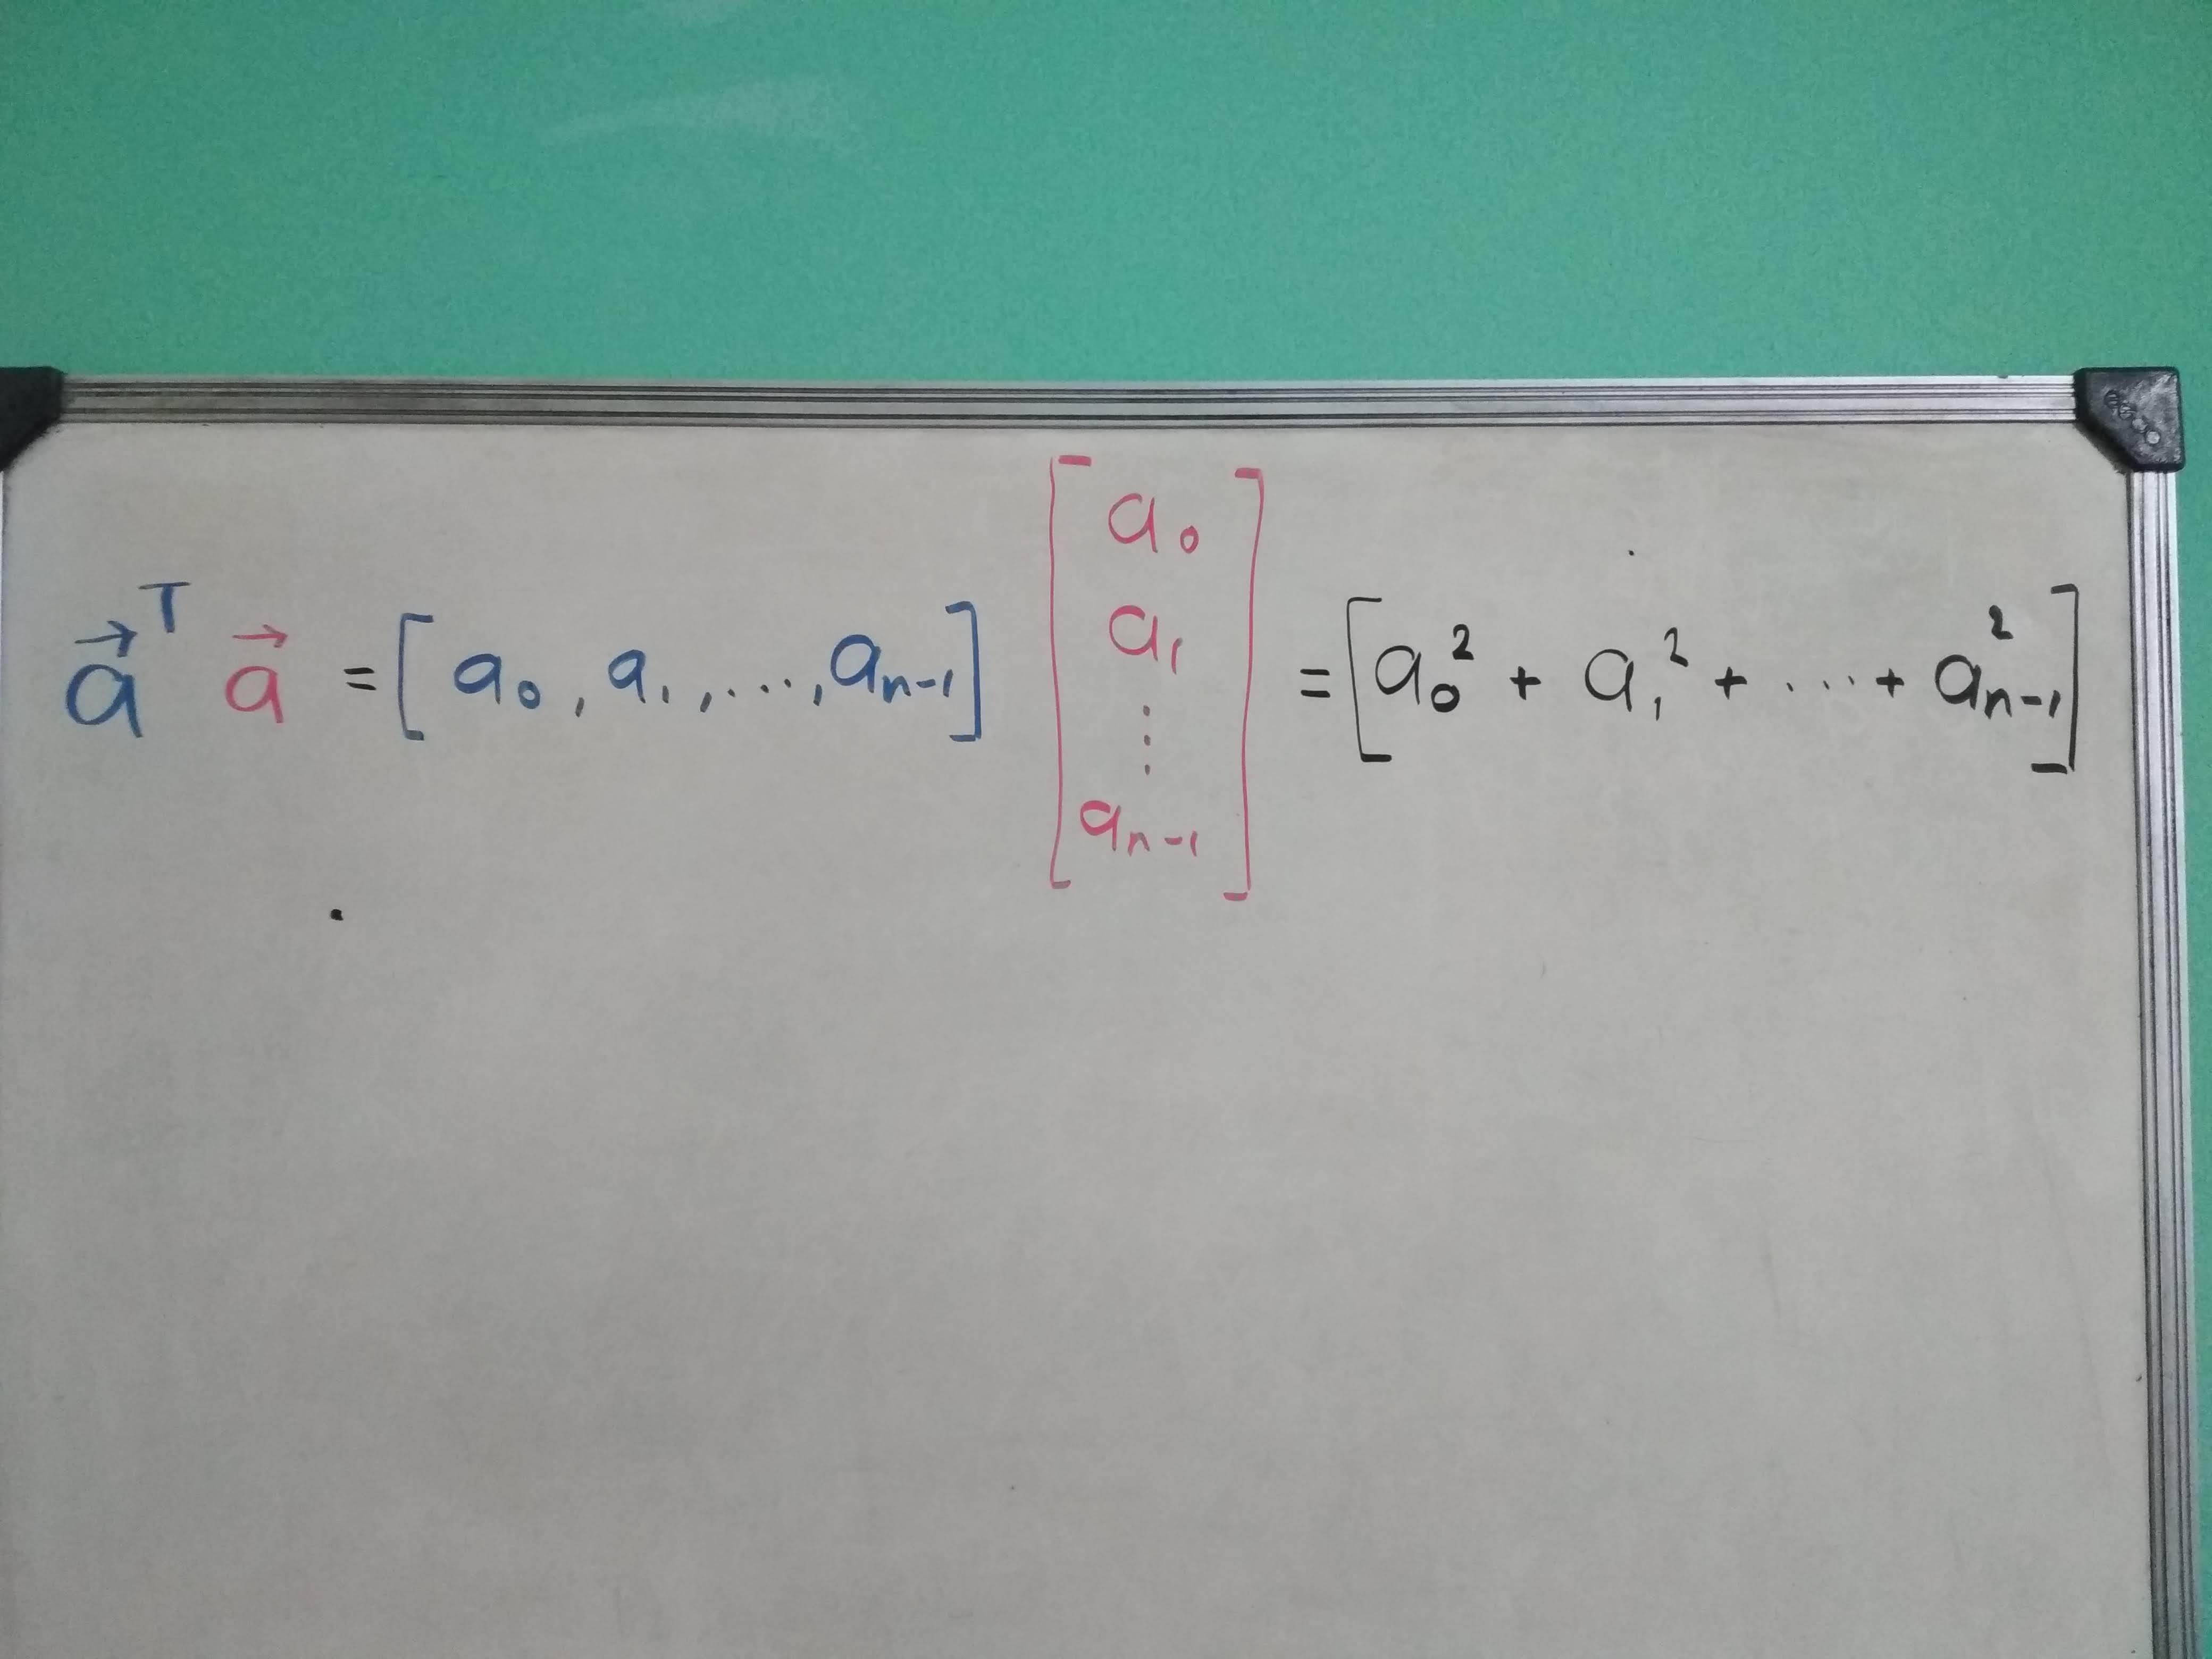 $\vec{a}^T \vec{a} = [a_0, a_1, \ldots, a_{n-1}] \begin{bmatrix} a_0 \\ a_1 \\ \vdots \\ a_{n-1} \end{bmatrix} = [a_0^2 + a_1^2 + \cdots + a_{n-1}^2]$